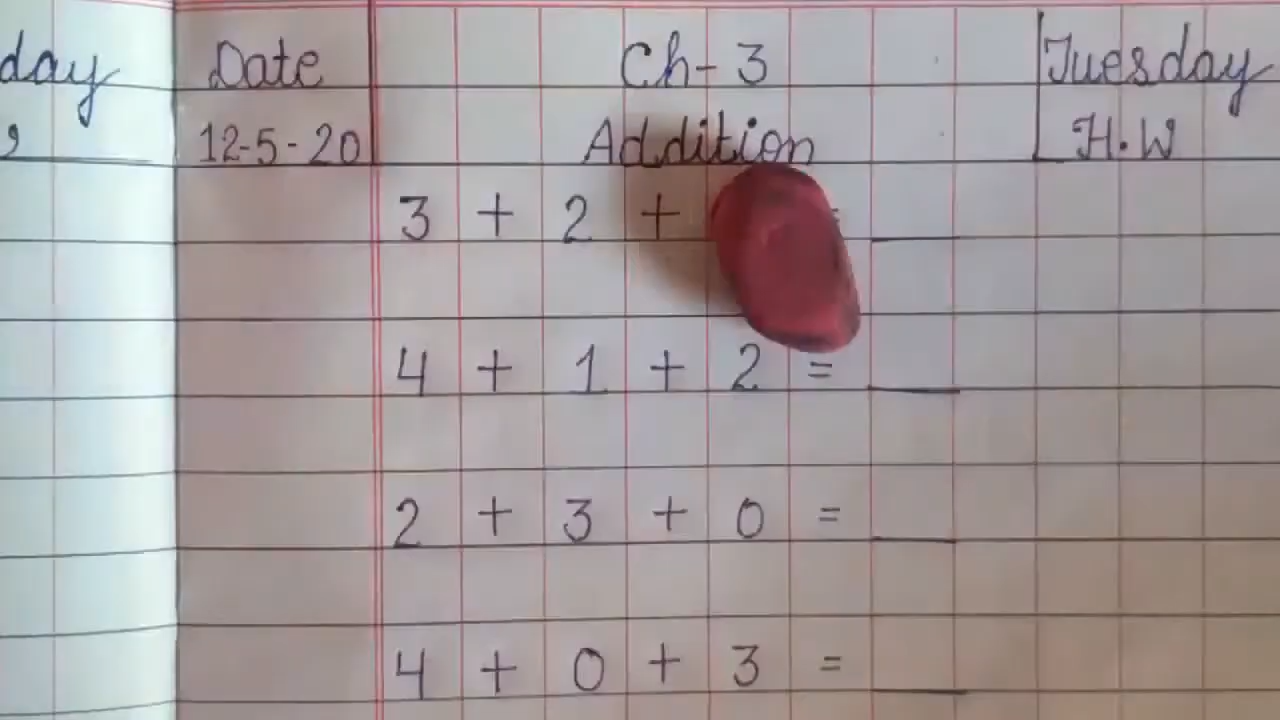 day Date Ch-3 Tuesday
12-5-20 Addition H.W
3 + 2 + =
4 + 1 + 2 =
2 + 3 + 0 =
4 + 0 + 3 =